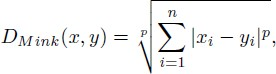 D_{Mink}(x, y) = \sqrt[p]{\sum_{i=1}^{n} |x_i - y_i|^p},